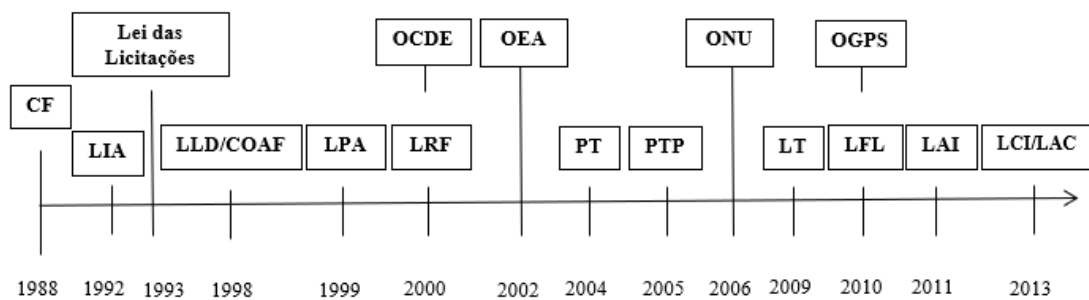 Lei das
Licitações
OCDE
OEA
ONU
OGPS
CF
LIA
LLD/COAF
LPA
LRF
PT
PTP
LT
LFL
LAI
LCI/LAC
1988
1992
1993
1998
1999
2000
2002
2004
2005
2006
2009
2010
2011
2013